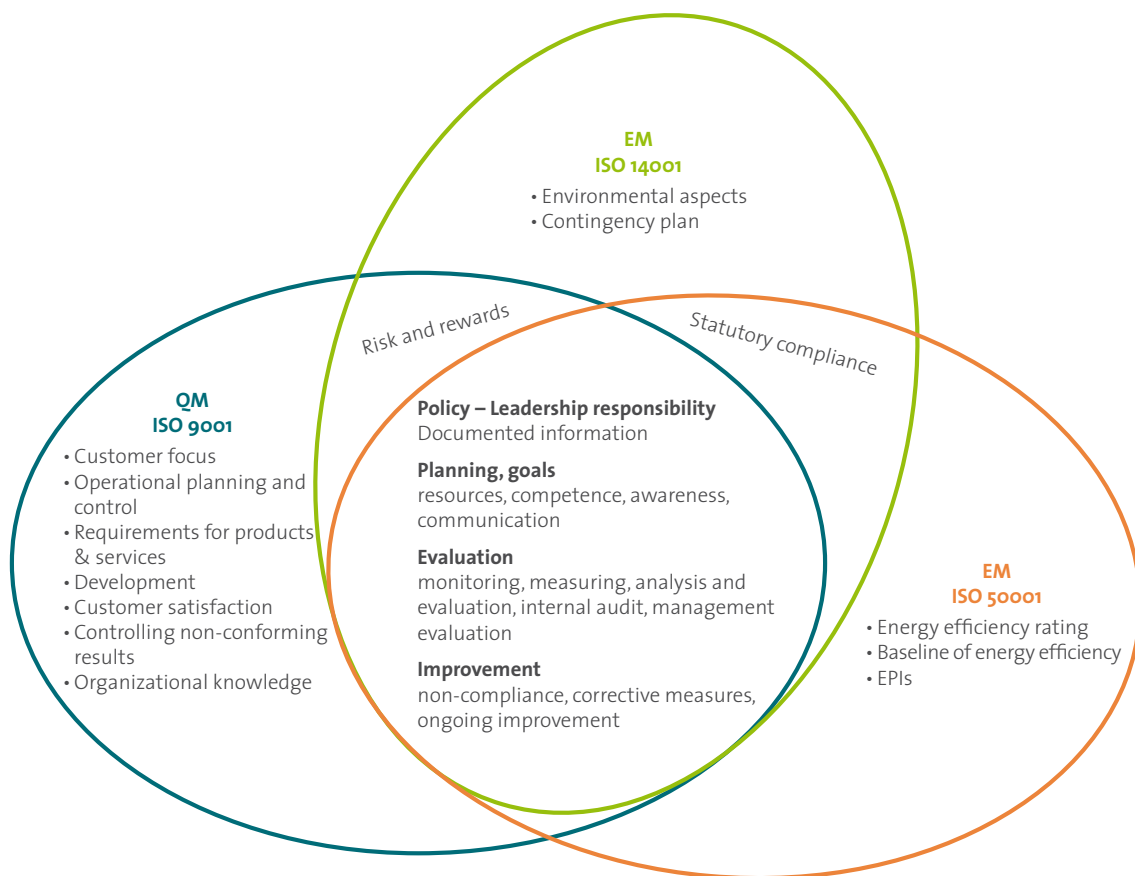 EM
ISO 14001
• Environmental aspects
• Contingency plan
Risk and rewards
Statutory compliance
QM
ISO 9001
• Customer focus
• Operational planning and
control
• Requirements for products
& services
• Development
• Customer satisfaction
• Controlling non-conforming
results
• Organizational knowledge
Policy – Leadership responsibility
Documented information
Planning, goals
resources, competence, awareness,
communication
Evaluation
monitoring, measuring, analysis and
evaluation, internal audit, management
evaluation
Improvement
non-compliance, corrective measures,
ongoing improvement
EM
ISO 50001
• Energy efficiency rating
• Baseline of energy efficiency
• EPIs